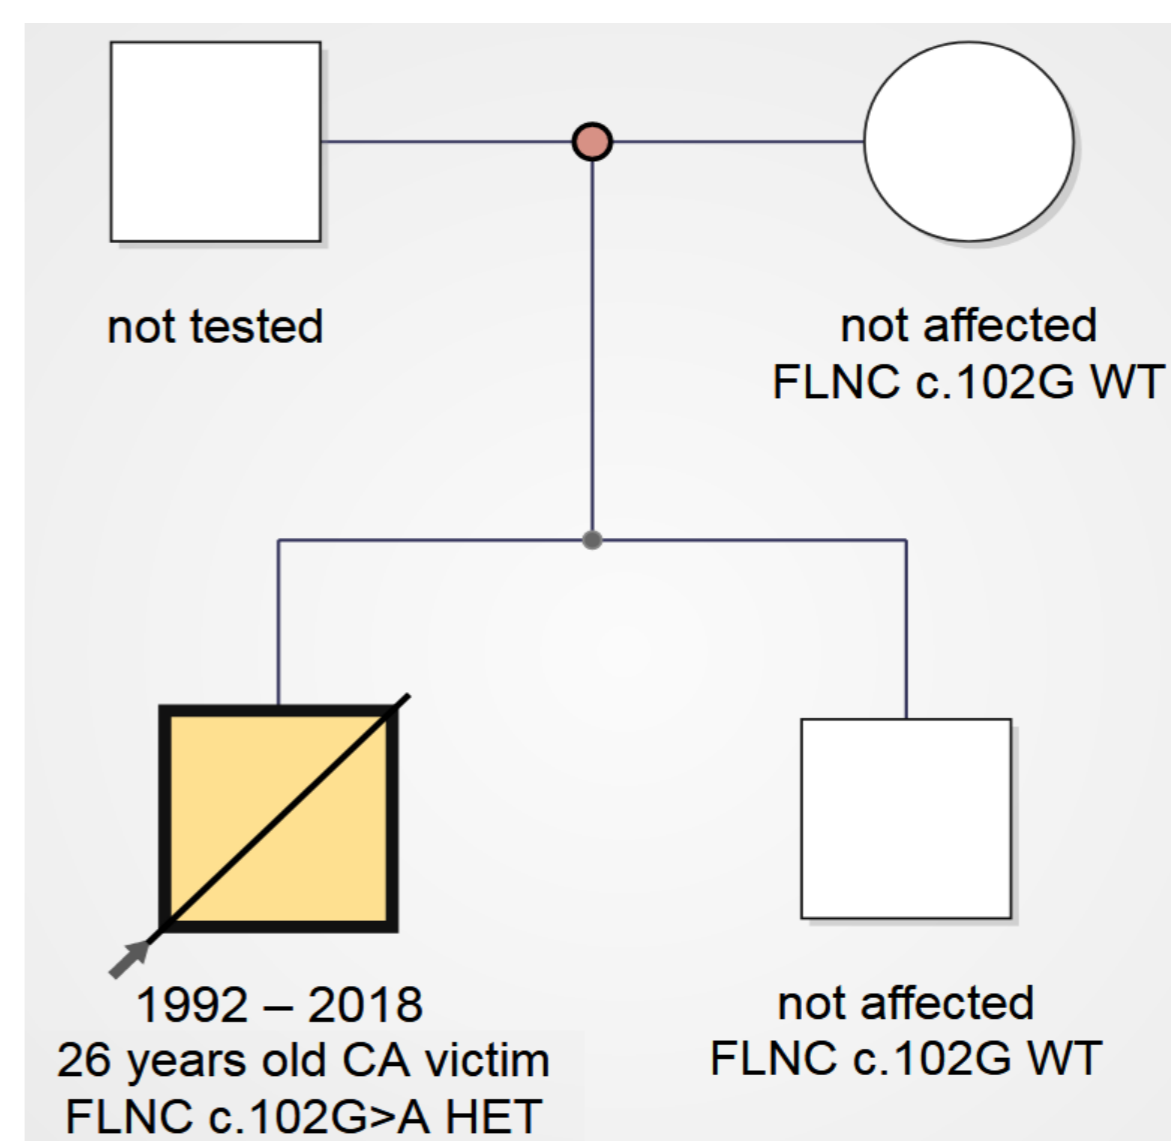 not tested
not affected
FLNC c.102G WT
1992 – 2018
26 years old CA victim
FLNC c.102G>A HET
not affected
FLNC c.102G WT